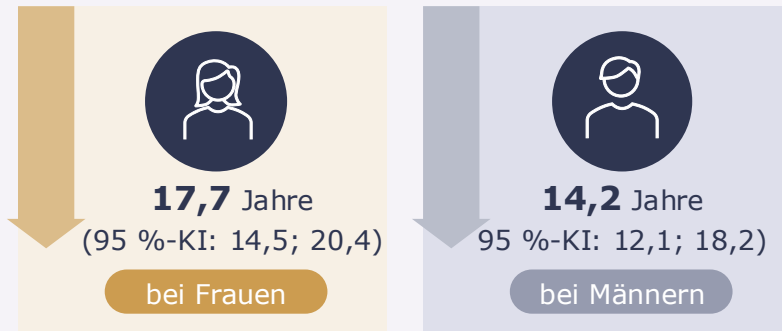 17,7 Jahre
(95 %-KI: 14,5; 20,4)
bei Frauen
14,2 Jahre
95 %-KI: 12,1; 18,2)
bei Männern